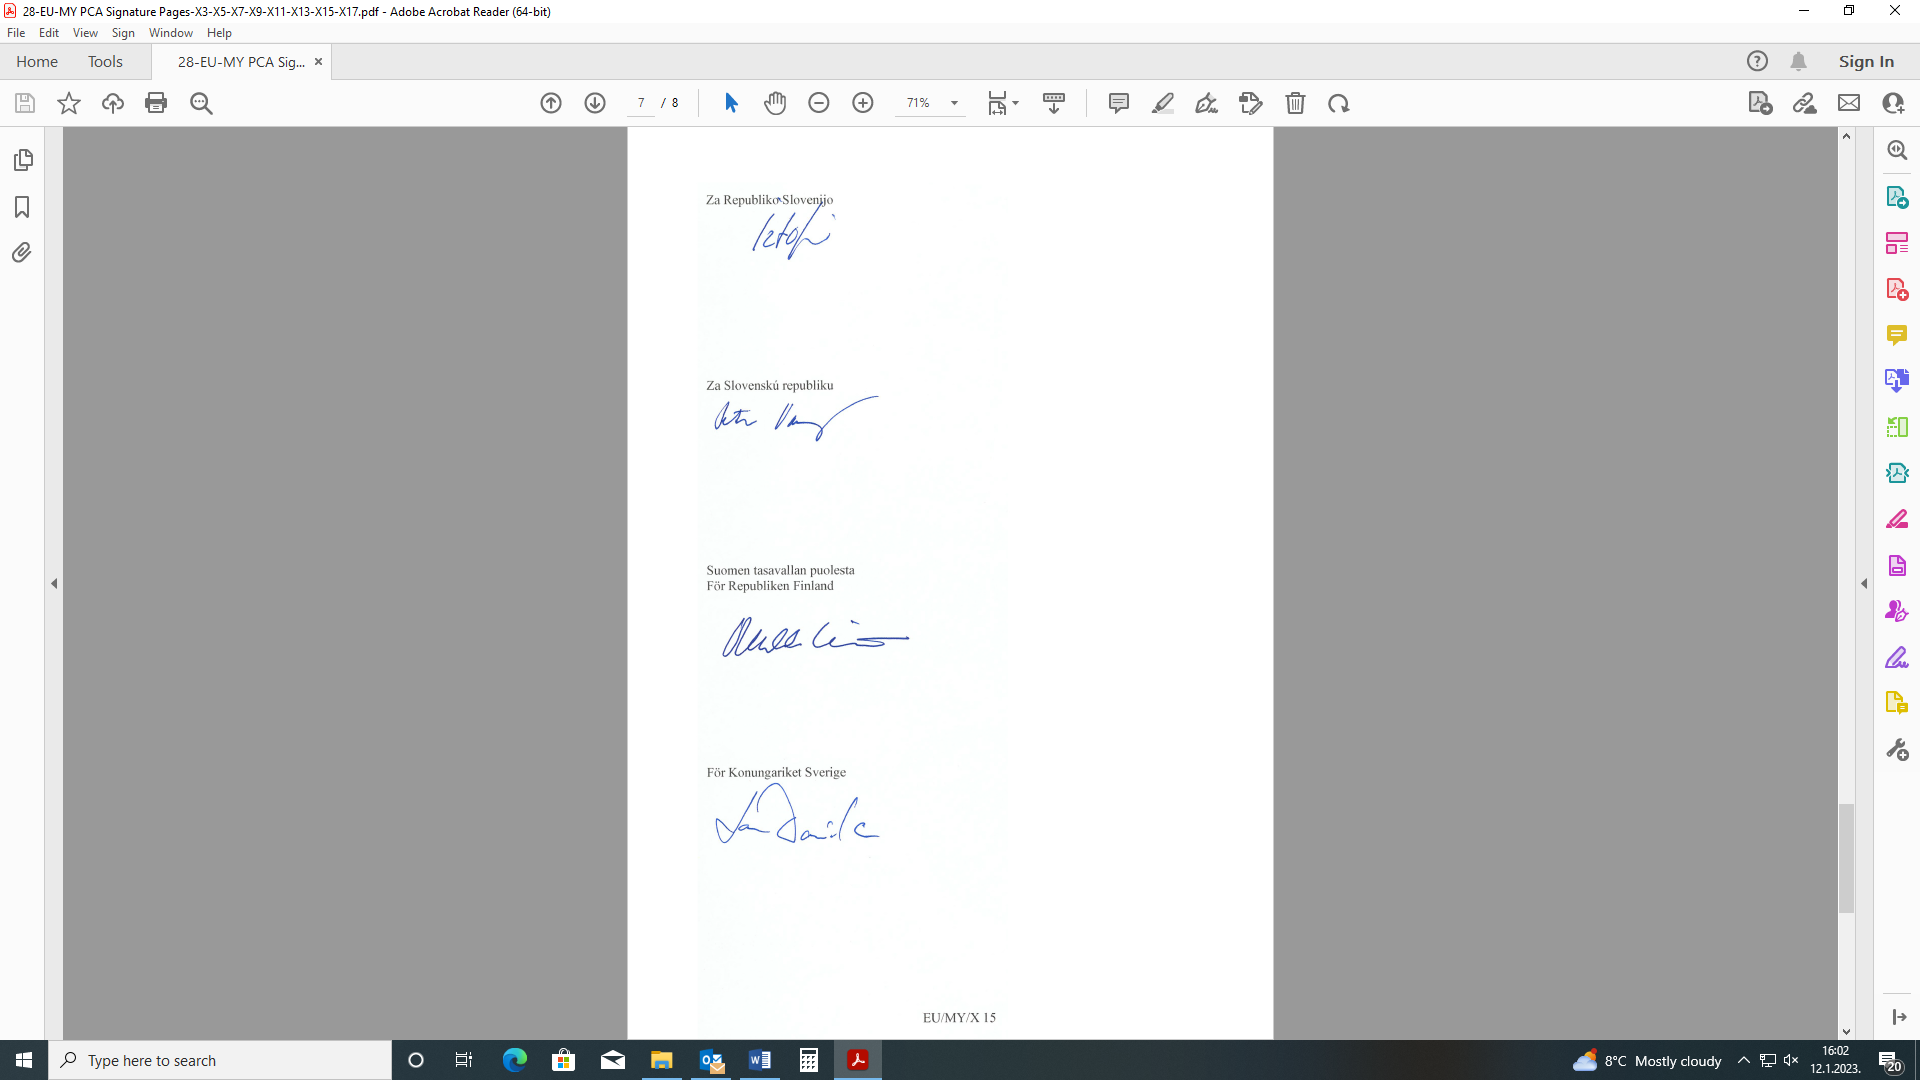 28-EU-MY PCA Signature Pages-X3-X5-X7-X9-X11-X13-X15-X17.pdf - Adobe Acrobat Reader (64-bit)
File Edit View Sign Window Help
Home Tools 28-EU-MY PCA Sig... Sign In
7 / 8 71%
Za Republiko Slovenijo
Za Slovenskú republiku
Suomen tasavallan puolesta
För Republiken Finland
För Konungariket Sverige
EU/MY/X 15
Type here to search
8°C Mostly cloudy
16:02
12.1.2023.
20